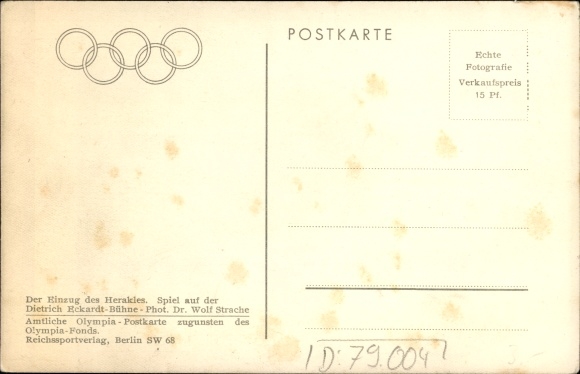 POSTKARTE
Echte
Fotografie
Verkaufspreis
15 Pf.
Der Einzug des Herakles. Spiel auf der
Dietrich Eckardt-Bühne - Phot. Dr. Wolf Strache
Amtliche Olympia-Postkarte zugunsten des
Olympia-Fonds.
Reichssportverlag, Berlin SW 68
ID: 79.004